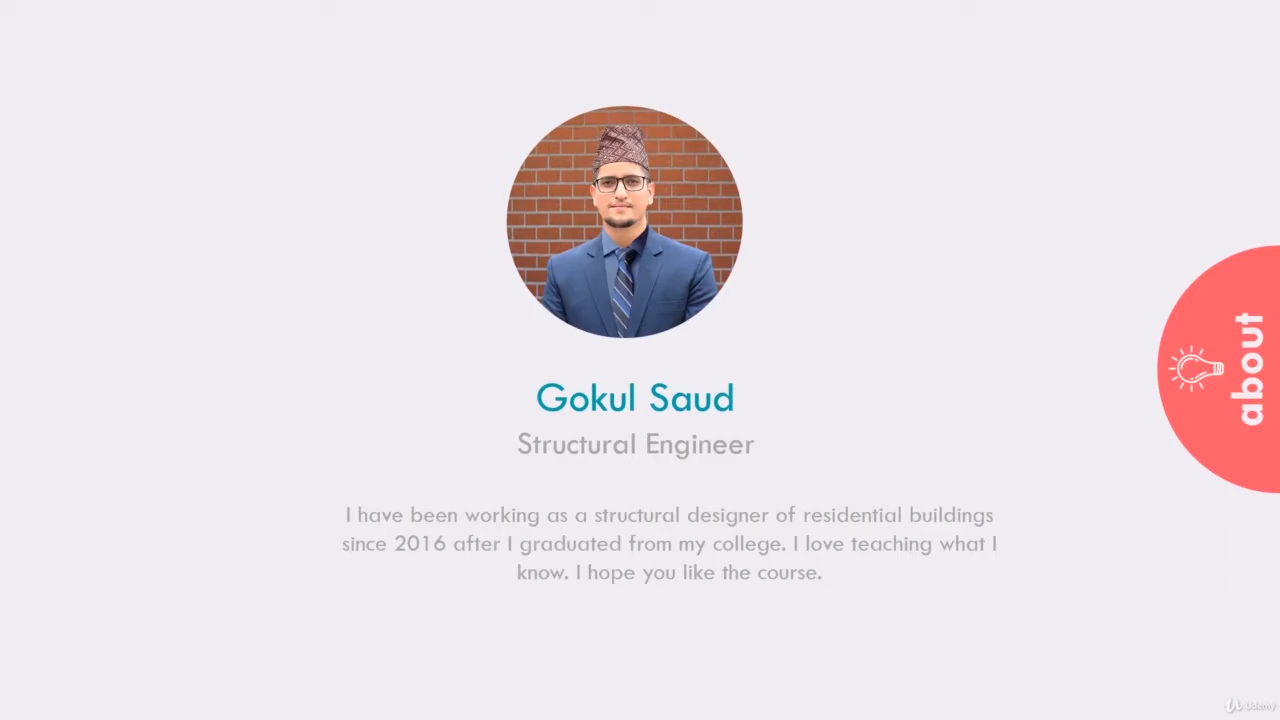 Gokul Saud
Structural Engineer
I have been working as a structural designer of residential buildings
since 2016 after I graduated from my college. I love teaching what I
know. I hope you like the course.
about
Udemy